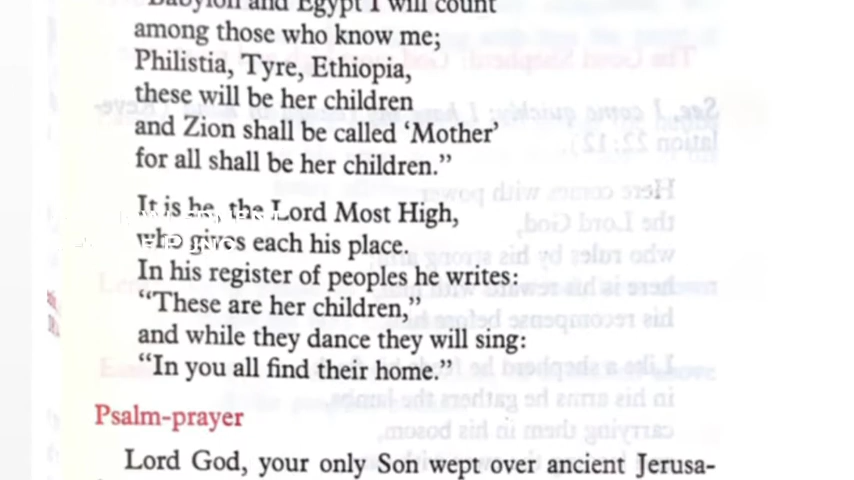 "Babylon and Egypt I will count
among those who know me;
Philistia, Tyre, Ethiopia,
these will be her children
and Zion shall be called ‘Mother’
for all shall be her children.”
It is he, the Lord Most High,
who gives each his place.
In his register of peoples he writes:
“These are her children,”
and while they dance they will sing:
“In you all find their home.”
Psalm-prayer
Lord God, your only Son wept over ancient Jerusa-